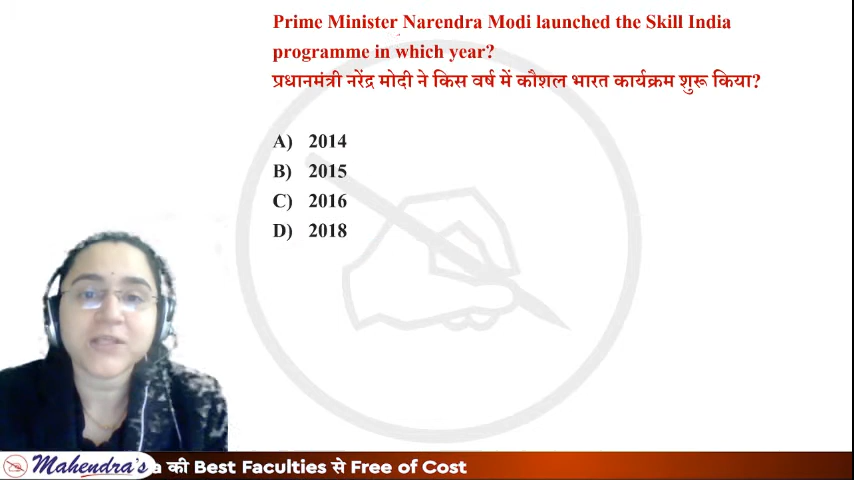 Prime Minister Narendra Modi launched the Skill India
programme in which year?
प्रधानमंत्री नरेंद्र मोदी ने किस वर्ष में कौशल भारत कार्यक्रम शुरू किया?
A) 2014
B) 2015
C) 2016
D) 2018
Mahendra's की Best Faculties से Free of Cost